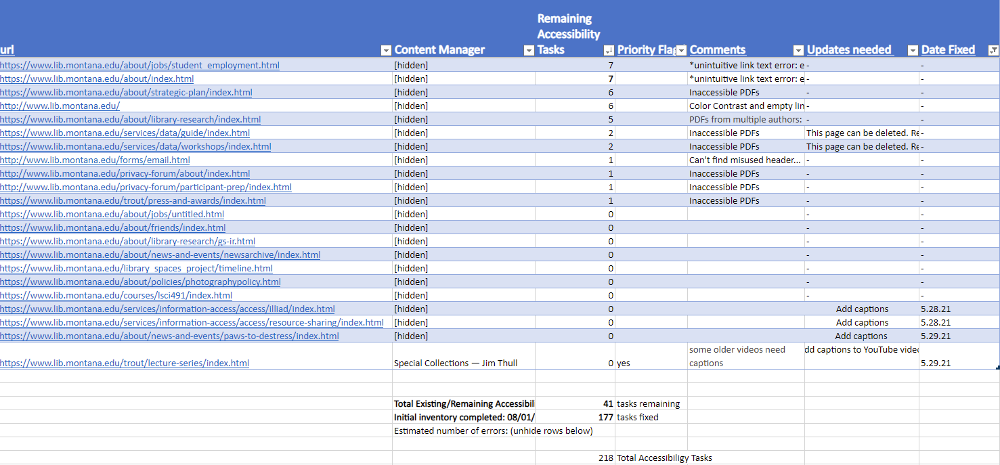 Remaining
Accessibility
url Content Manager Tasks Priority Flag Comments Updates needed Date Fixed
https://www.lib.montana.edu/about/jobs/student_employment.html [hidden] 7 *unintuitive link text error: e - -
https://www.lib.montana.edu/about/index.html [hidden] 7 *unintuitive link text error: e - -
https://www.lib.montana.edu/about/strategic-plan/index.html [hidden] 6 Inaccessible PDFs - -
http://www.lib.montana.edu/ [hidden] 6 Color Contrast and empty lin - -
https://www.lib.montana.edu/about/library-research/index.html [hidden] 5 PDFs from multiple authors: - -
https://www.lib.montana.edu/services/data/guide/index.html [hidden] 2 Inaccessible PDFs This page can be deleted. Re -
https://www.lib.montana.edu/services/data/workshops/index.html [hidden] 2 Inaccessible PDFs This page can be deleted. Re -
http://www.lib.montana.edu/forms/email.html [hidden] 1 Can't find misused header... - -
https://www.lib.montana.edu/privacy-forum/about/index.html [hidden] 1 Inaccessible PDFs - -
http://www.lib.montana.edu/privacy-forum/participant-prep/index.html [hidden] 1 Inaccessible PDFs - -
https://www.lib.montana.edu/trout/press-and-awards/index.html [hidden] 1 Inaccessible PDFs - -
https://www.lib.montana.edu/about/jobs/untitled.html [hidden] 0 - -
https://www.lib.montana.edu/about/friends/index.html [hidden] 0 - -
https://www.lib.montana.edu/about/library-research/gs-ir.html [hidden] 0 - -
https://www.lib.montana.edu/about/news-and-events/newsarchive/index.html [hidden] 0 - -
https://www.lib.montana.edu/library_spaces_project/timeline.html [hidden] 0 - -
https://www.lib.montana.edu/about/policies/photographypolicy.html [hidden] 0 - -
https://www.lib.montana.edu/courses/lsci491/index.html [hidden] 0 - -
https://www.lib.montana.edu/services/information-access/access/illiad/index.html [hidden] 0 Add captions 5.28.21
https://www.lib.montana.edu/services/information-access/access/resource-sharing/index.html [hidden] 0 Add captions 5.28.21
https://www.lib.montana.edu/about/news-and-events/paws-to-destress/index.html [hidden] 0 Add captions 5.29.21
some older videos need dd captions to YouTube video
https://www.lib.montana.edu/trout/lecture-series/index.html Special Collections — Jim Thull 0 yes captions 5.29.21
Total Existing/Remaining Accessibil 41 tasks remaining
Initial inventory completed: 08/01/ 177 tasks fixed
Estimated number of errors: (unhide rows below)
218 Total Accessibiligy Tasks